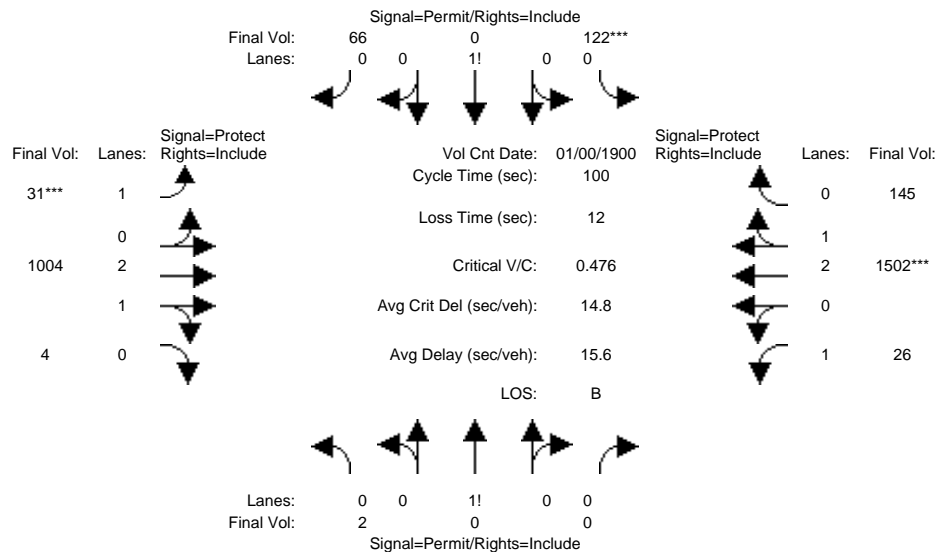 Signal=Permit/Rights=Include
Final Vol: 66 0 122***
Lanes: 0 0 1! 0 0
Signal=Protect Signal=Protect
Final Vol: Lanes: Rights=Include Vol Cnt Date: 01/00/1900 Rights=Include Lanes: Final Vol:
Cycle Time (sec): 100
31*** 1 0 145
Loss Time (sec): 12
0 1
1004 2 Critical V/C: 0.476 2 1502***
1 Avg Crit Del (sec/veh): 14.8 0
4 0 Avg Delay (sec/veh): 15.6 1 26
LOS: B
Lanes: 0 0 1! 0 0
Final Vol: 2 0 0
Signal=Permit/Rights=Include